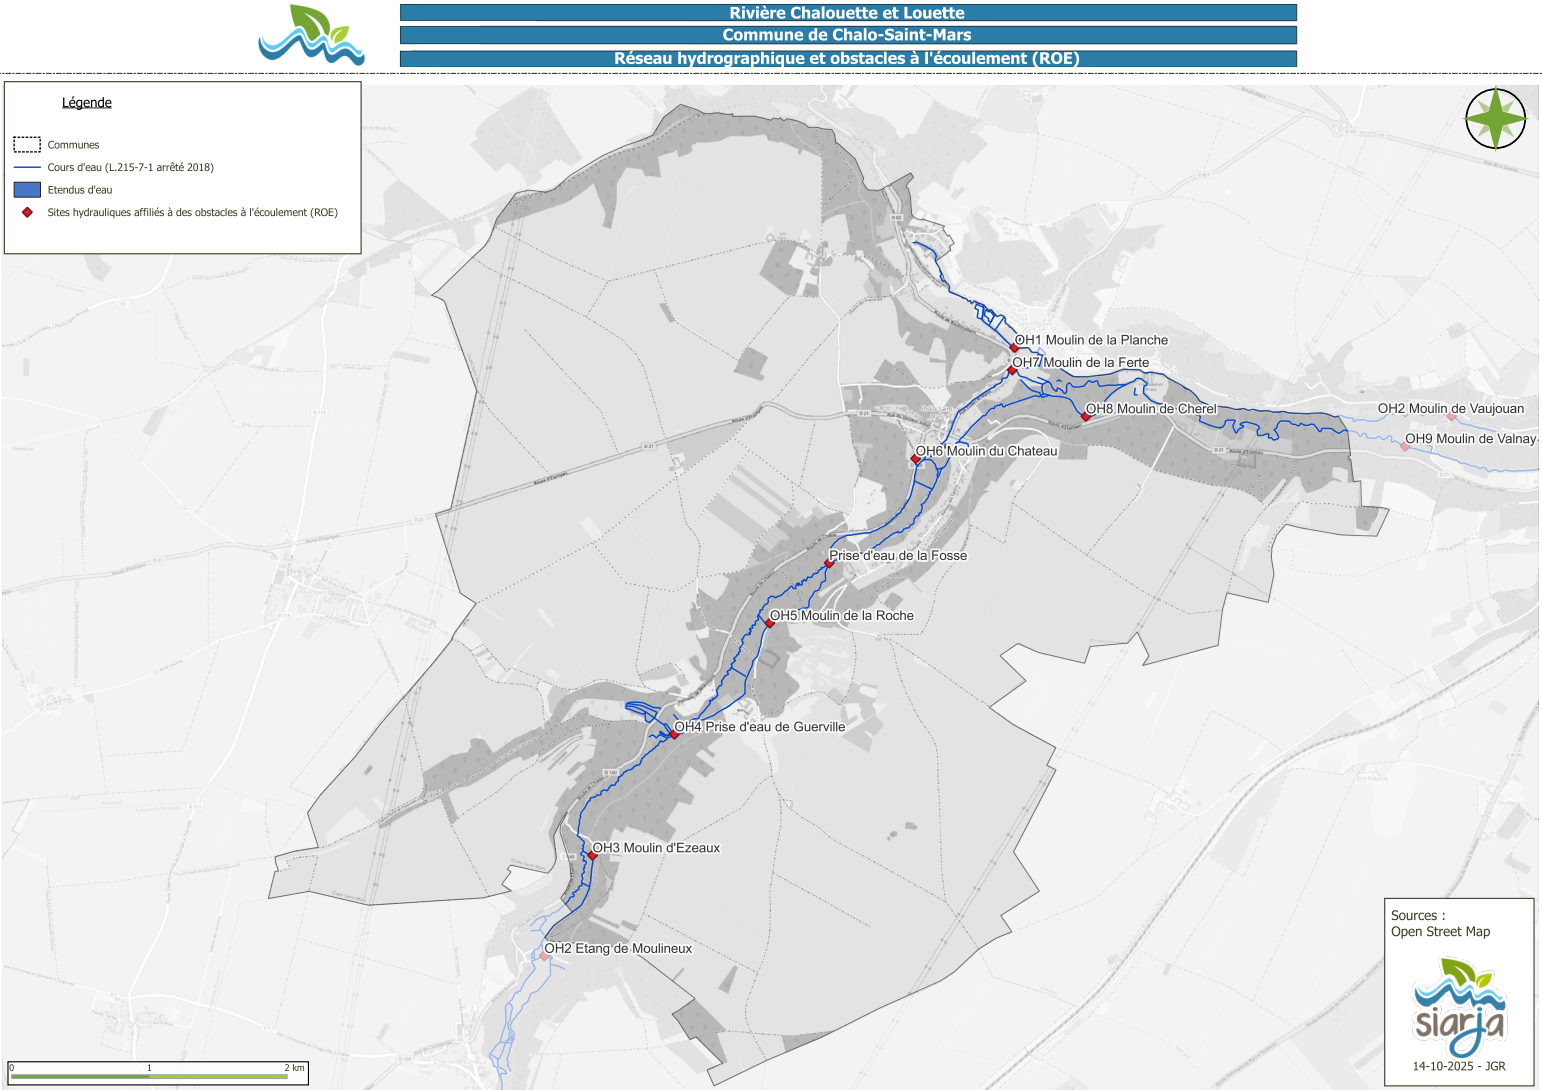 Rivière Chalouette et Louette
Commune de Chalo-Saint-Mars
Réseau hydrographique et obstacles à l'écoulement (ROE)
Légende
Communes
Cours d'eau (L.215-7-1 arrêté 2018)
Etendus d'eau
Sites hydrauliques affiliés à des obstacles à l'écoulement (ROE)
OH1 Moulin de la Planche
OH7 Moulin de la Ferte
OH8 Moulin de Cherel
OH2 Moulin de Vaujouan
OH9 Moulin de Valnay
OH6 Moulin du Chateau
Prise d'eau de la Fosse
OH5 Moulin de la Roche
OH4 Prise d'eau de Guerville
OH3 Moulin d'Ezeaux
OH2 Etang de Moulineux
D 21
D 21
D 21
D 160
Sources :
Open Street Map
siarja
14-10-2025 - JGR
0 1 2 km